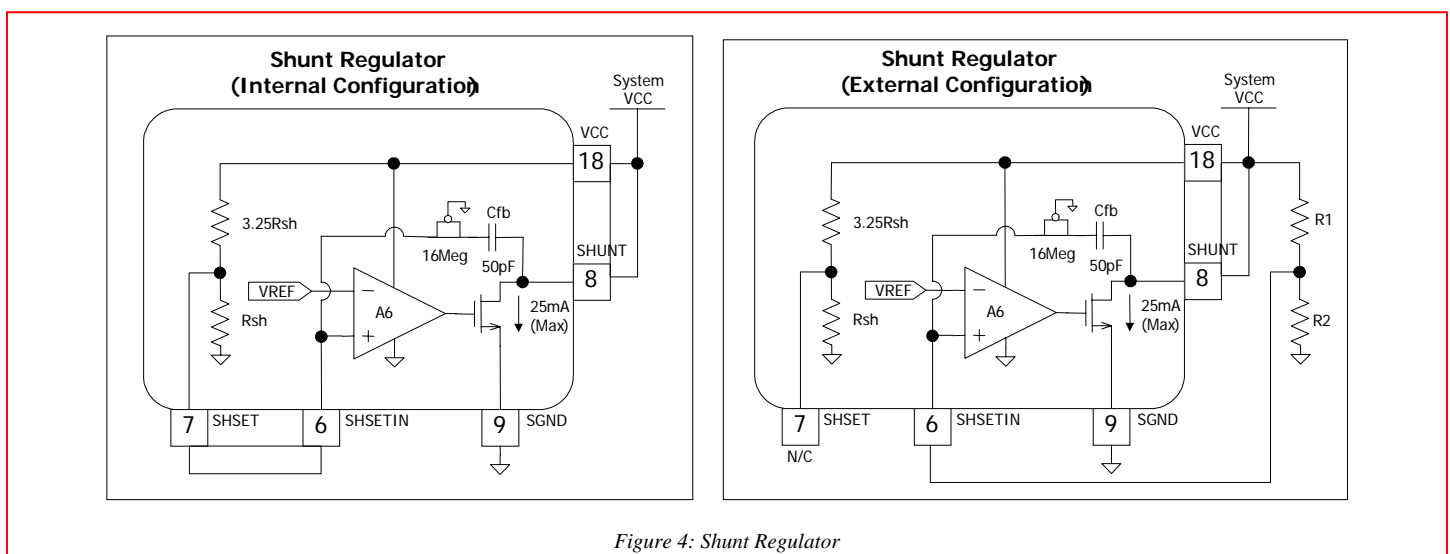 Shunt Regulator
(Internal Configuration)
System
VCC
VCC
18
3.25Rsh
Cfb
16Meg
50pF
SHUNT
8
VREF
A6
25mA
(Max)
Rsh
7
SHSET
6
SHSETIN
9
SGND
Shunt Regulator
(External Configuration)
System
VCC
VCC
18
R1
3.25Rsh
Cfb
16Meg
50pF
SHUNT
8
VREF
A6
25mA
(Max)
Rsh
R2
7
SHSET
6
SHSETIN
9
SGND
N/C
Figure 4: Shunt Regulator